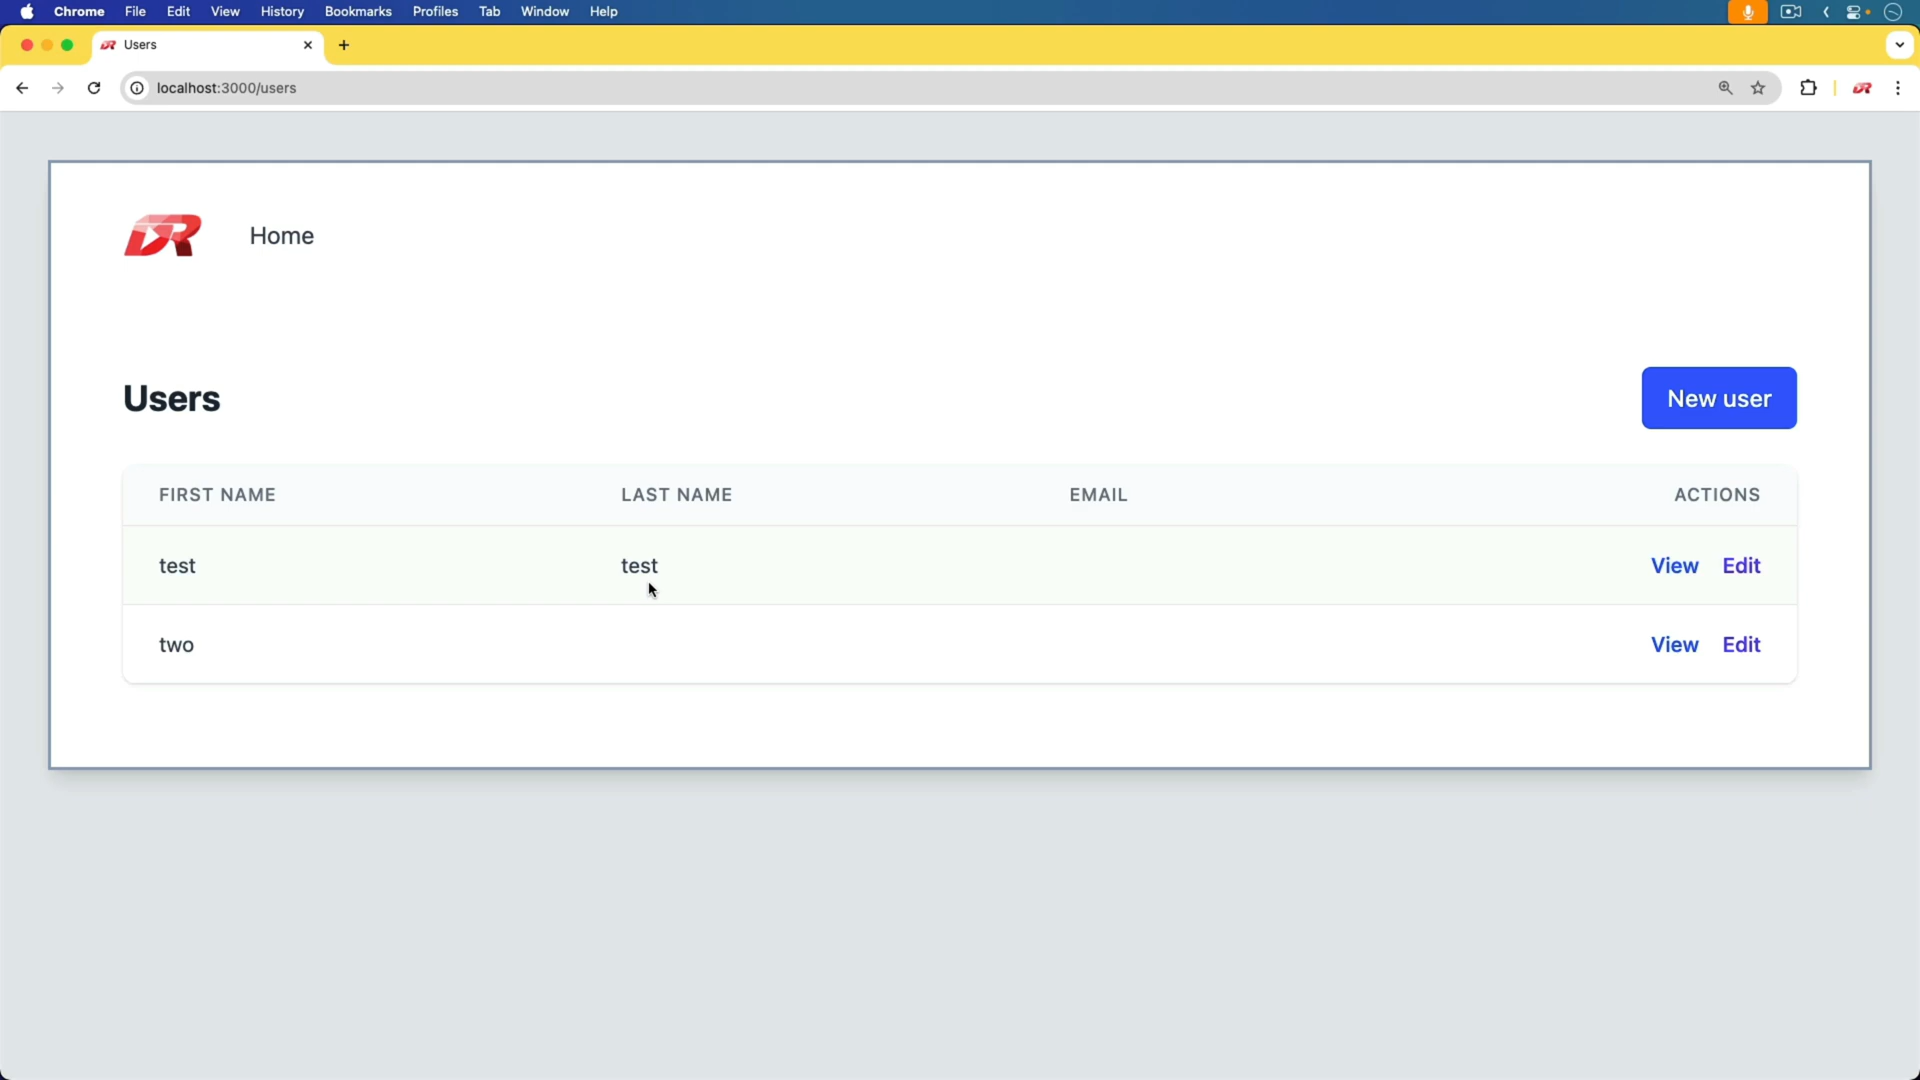 Chrome File Edit View History Bookmarks Profiles Tab Window Help
Users
localhost:3000/users
DR Home
Users New user
FIRST NAME LAST NAME EMAIL ACTIONS
test test View Edit
two View Edit